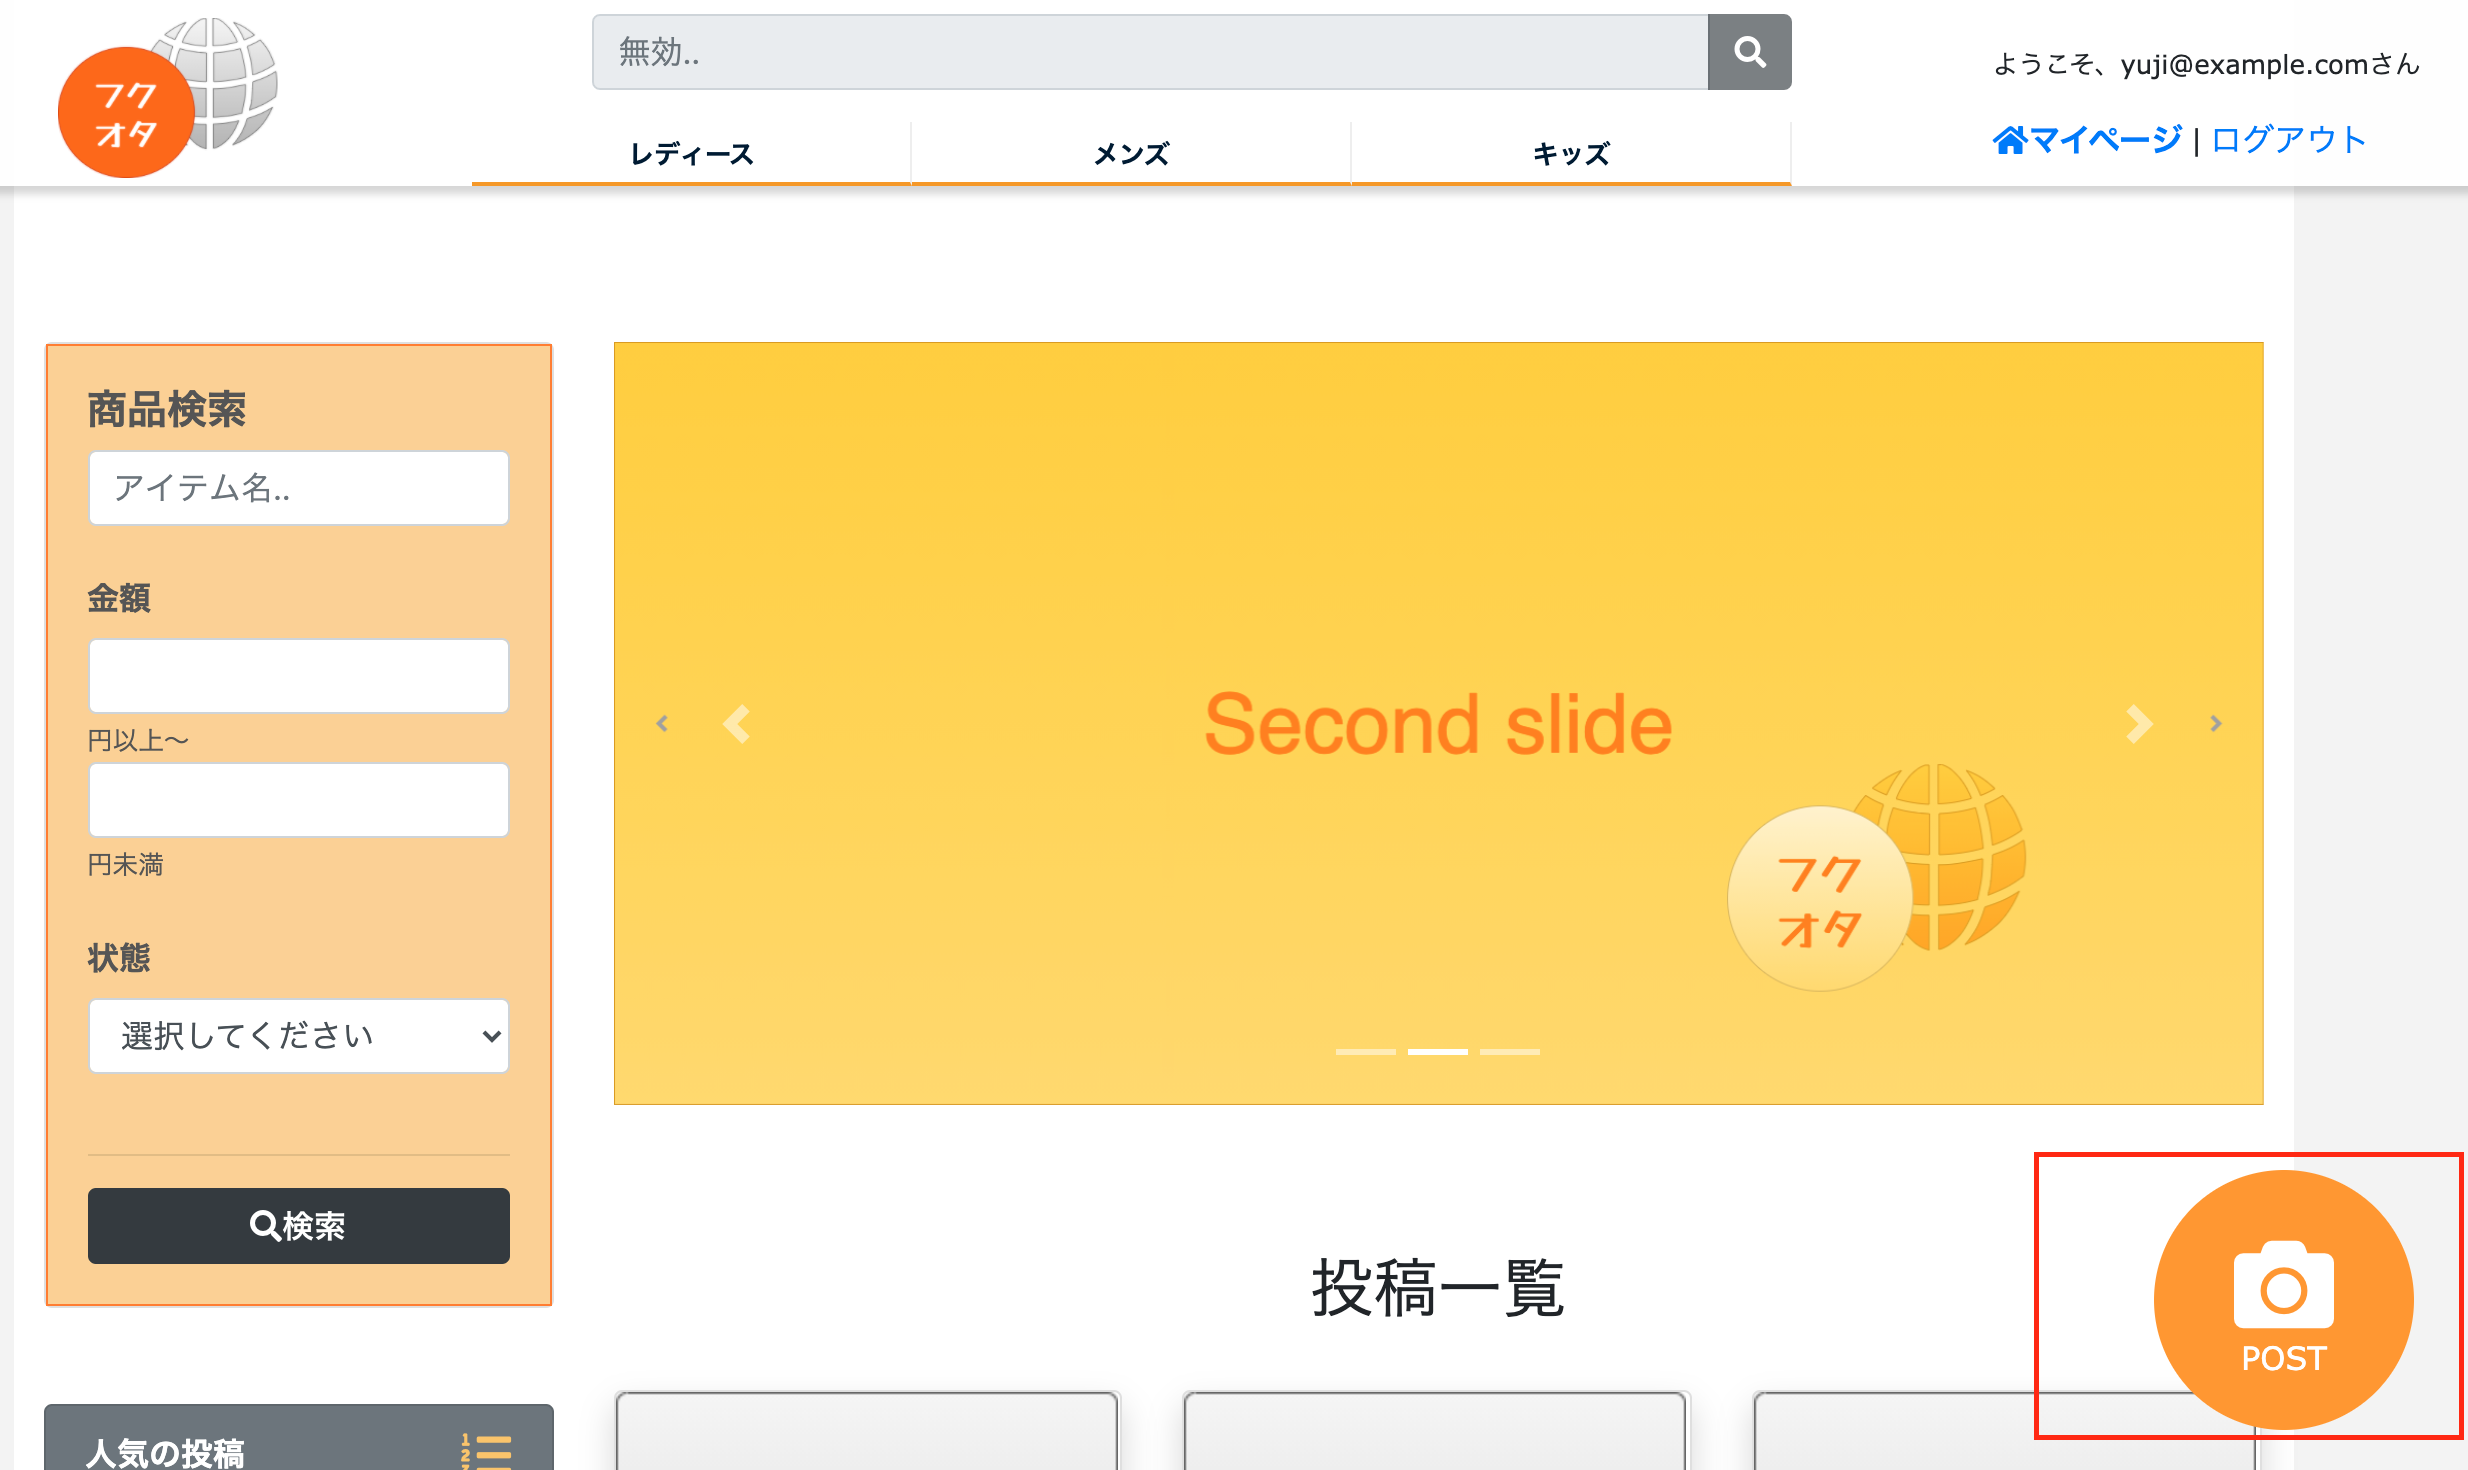 フク
オタ
無効..
ようこそ、yuji@example.comさん
マイページ | ログアウト
レディース
メンズ
キッズ
商品検索
アイテム名..
金額
円以上〜
円未満
状態
選択してください
検索
Second slide
フク
オタ
投稿一覧
POST
人気の投稿